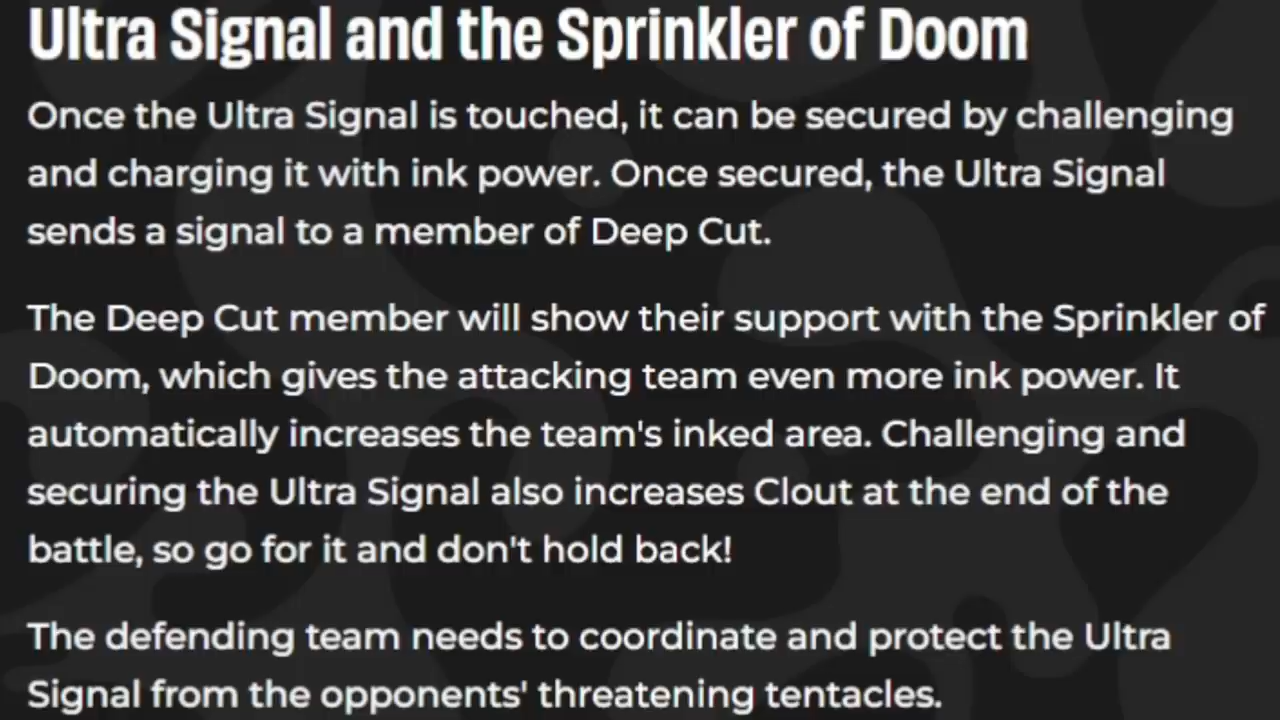 Ultra Signal and the Sprinkler of Doom
Once the Ultra Signal is touched, it can be secured by challenging
and charging it with ink power. Once secured, the Ultra Signal
sends a signal to a member of Deep Cut.
The Deep Cut member will show their support with the Sprinkler of
Doom, which gives the attacking team even more ink power. It
automatically increases the team's inked area. Challenging and
securing the Ultra Signal also increases Clout at the end of the
battle, so go for it and don't hold back!
The defending team needs to coordinate and protect the Ultra
Signal from the opponents' threatening tentacles.